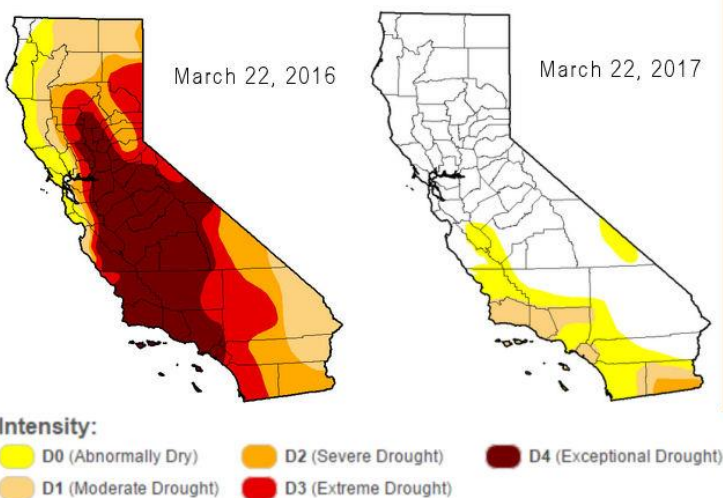 March 22, 2016
March 22, 2017
Intensity:
D0 (Abnormally Dry)
D2 (Severe Drought)
D4 (Exceptional Drought)
D1 (Moderate Drought)
D3 (Extreme Drought)